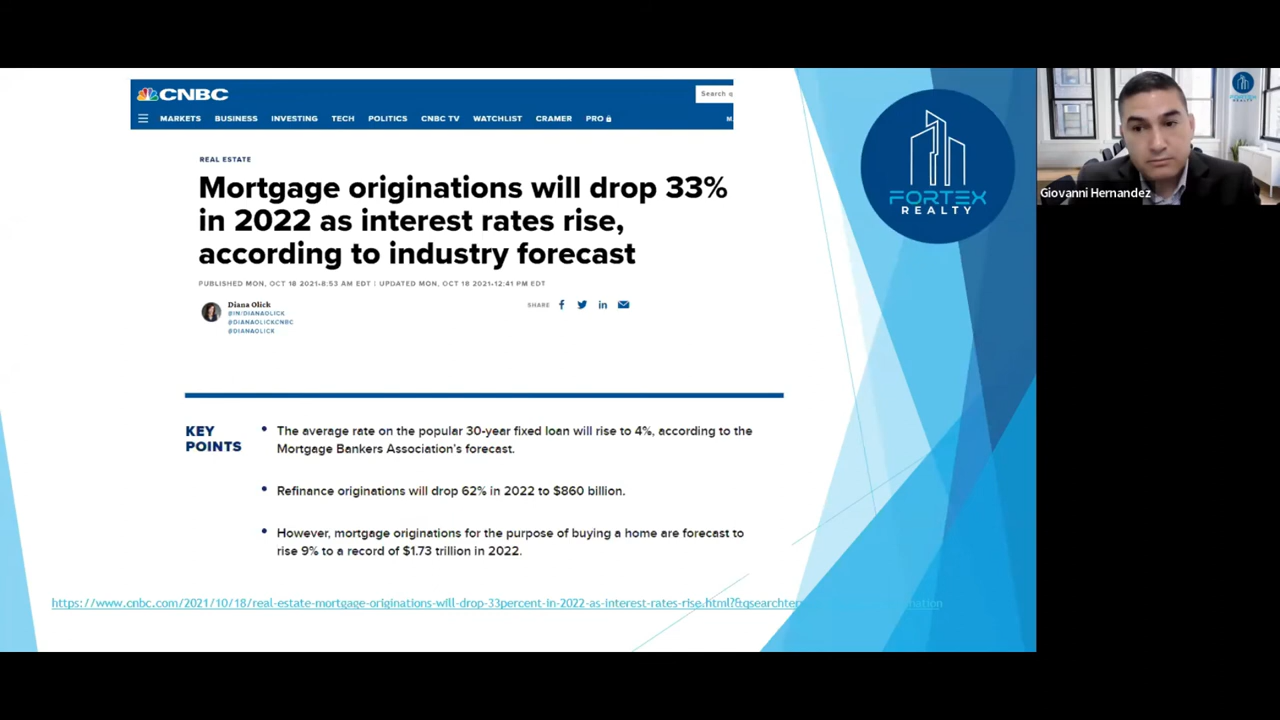 CNBC
Search q
MARKETS BUSINESS INVESTING TECH POLITICS CNBC TV WATCHLIST CRAMER PRO
M
REAL ESTATE
Mortgage originations will drop 33%
in 2022 as interest rates rise,
according to industry forecast
PUBLISHED MON, OCT 18 2021•8:53 AM EDT | UPDATED MON, OCT 18 2021•12:41 PM EDT
Diana Olick
@IN/DIANAOLICK
@DIANAOLICKCNBC
@DIANAOLICK
SHARE
KEY
POINTS
The average rate on the popular 30-year fixed loan will rise to 4%, according to the
Mortgage Bankers Association's forecast.
Refinance originations will drop 62% in 2022 to $860 billion.
However, mortgage originations for the purpose of buying a home are forecast to
rise 9% to a record of $1.73 trillion in 2022.
https://www.cnbc.com/2021/10/18/real-estate-mortgage-originations-will-drop-33percent-in-2022-as-interest-rates-rise.html?&qsearchter
FORTEX
REALTY
Giovanni Hernandez
FORTEX
REALTY